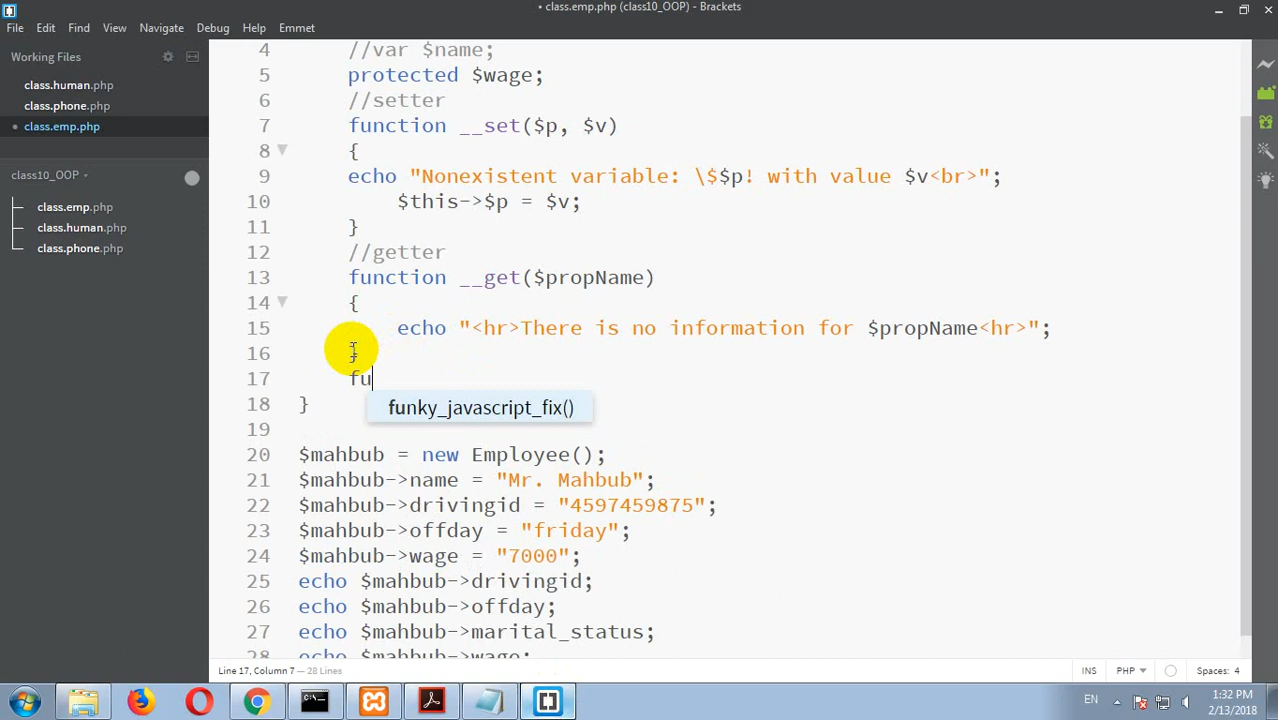 • class.emp.php (class10_OOP) - Brackets
File Edit Find View Navigate Debug Help Emmet
Working Files
class.human.php
class.phone.php
• class.emp.php
class10_OOP
class.emp.php
class.human.php
class.phone.php
4 //var $name;
5 protected $wage;
6 //setter
7 function __set($p, $v)
8 {
9 echo "Nonexistent variable: \$$p! with value $v<br>";
10 $this->$p = $v;
11 }
12 //getter
13 function __get($propName)
14 {
15 echo "<hr>There is no information for $propName<hr>";
16 }
17 fu
funky_javascript_fix()
18 }
19
20 $mahbub = new Employee();
21 $mahbub->name = "Mr. Mahbub";
22 $mahbub->drivingid = "4597459875";
23 $mahbub->offday = "friday";
24 $mahbub->wage = "7000";
25 echo $mahbub->drivingid;
26 echo $mahbub->offday;
27 echo $mahbub->marital_status;
28 echo $mahbub->wage;
Line 17, Column 7 — 28 Lines
INS PHP Spaces: 4
EN 1:32 PM
2/13/2018